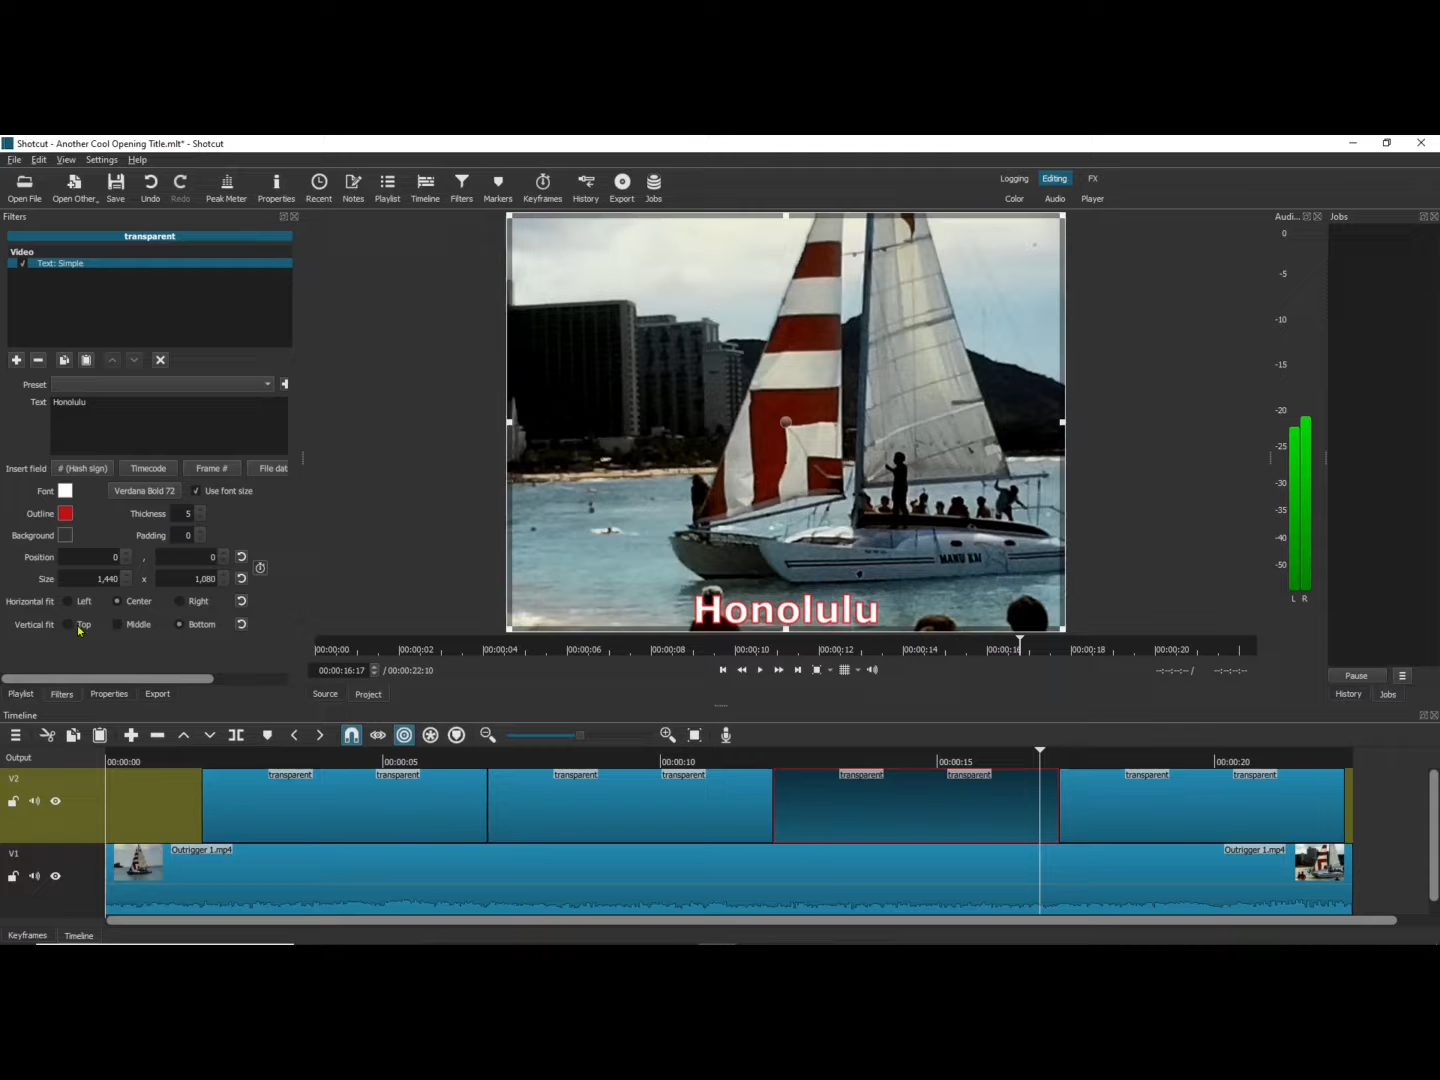 Shotcut - Another Cool Opening Title.mlt* - Shotcut
File Edit View Settings Help
Open File Open Other.. Save Undo Redo Peak Meter Properties Recent Notes Playlist Timeline Filters Markers Keyframes History Export Jobs
Logging Editing FX
Color Audio Player
Filters
Audi...
Jobs
transparent
Video
✓ Text: Simple
Preset
Text Honolulu
Insert field # (Hash sign) Timecode Frame # File dat
Font Verdana Bold 72 ✓ Use font size
Outline Thickness 5
Background Padding 0
Position 0 , 0
Size 1,440 x 1,080
Horizontal fit Left Center Right
Vertical fit Top Middle Bottom
Playlist Filters Properties Export
MANU KAI
Honolulu
0
-5
-10
-15
-20
-25
-30
-35
-40
-50
L R
00:00:00 00:00:02 00:00:04 00:00:06 00:00:08 00:00:10 00:00:12 00:00:14 00:00:16 00:00:18 00:00:20
00:00:16:17 / 00:00:22:10
--:--:--:-- / --:--:--:--
Source Project
Pause
History Jobs
Timeline
Output
00:00:00 00:00:05 00:00:10 00:00:15 00:00:20
V2
transparent transparent transparent transparent transparent transparent transparent transparent
V1
Outrigger 1.mp4 Outrigger 1.mp4
Keyframes Timeline